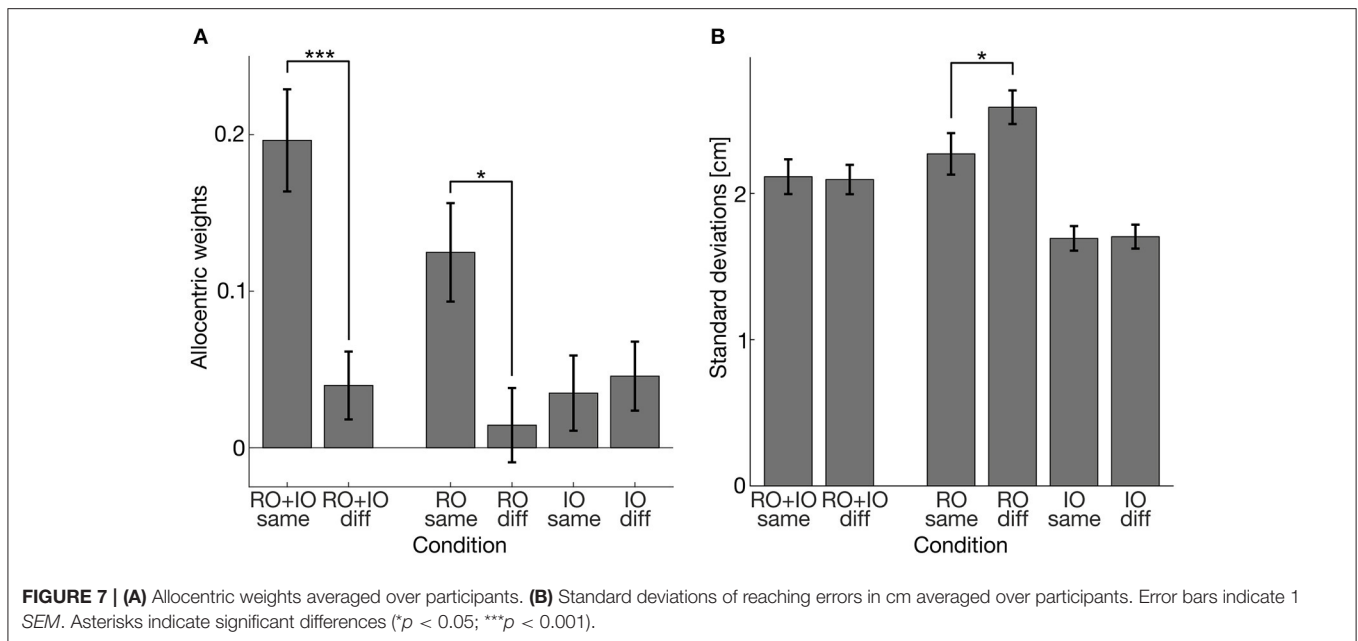 A
***
*
0.2
0.1
0
Allocentric weights
RO+IO same
RO+IO diff
RO same
RO diff
IO same
IO diff
Condition
B
*
2
1
0
Standard deviations [cm]
RO+IO same
RO+IO diff
RO same
RO diff
IO same
IO diff
Condition
FIGURE 7 | (A) Allocentric weights averaged over participants. (B) Standard deviations of reaching errors in cm averaged over participants. Error bars indicate 1
SEM. Asterisks indicate significant differences (*p < 0.05; ***p < 0.001).